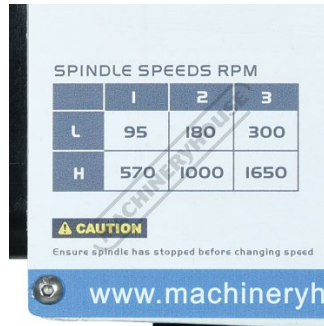 SPINDLE SPEEDS RPM
1 2 3
L 95 180 300
H 570 1000 1650
MACHINERYHOUSE
CAUTION
Ensure spindle has stopped before changing speed
www.machineryh